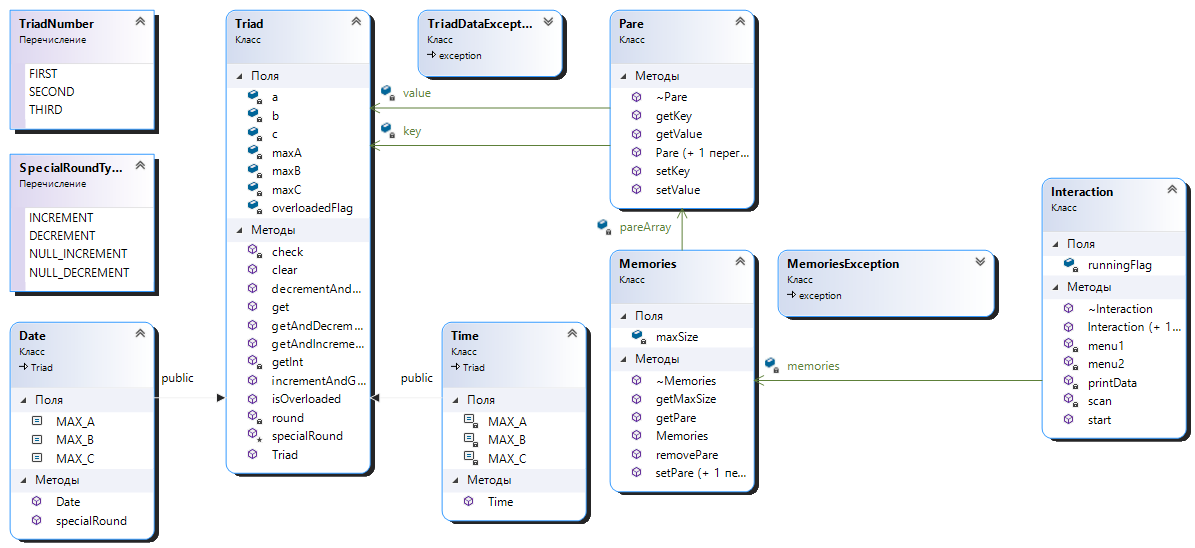 TriadNumber
Перечисление
FIRST
SECOND
THIRD
SpecialRoundTy...
Перечисление
INCREMENT
DECREMENT
NULL_INCREMENT
NULL_DECREMENT
Date
Класс
Triad
Поля
MAX_A
MAX_B
MAX_C
Методы
Date
specialRound
public
Triad
Класс
Поля
a
b
c
maxA
maxB
maxC
overloadedFlag
Методы
check
clear
decrementAnd...
get
getAndDecrem...
getAndIncreme...
getInt
incrementAndG...
isOverloaded
round
specialRound
Triad
public
TriadDataExcept...
Класс
exception
value
key
Time
Класс
Triad
Поля
MAX_A
MAX_B
MAX_C
Методы
Time
Pare
Класс
Методы
~Pare
getKey
getValue
Pare (+ 1 перег...
setKey
setValue
pareArray
Memories
Класс
Поля
maxSize
Методы
~Memories
getMaxSize
getPare
Memories
removePare
setPare (+ 1 пе...
MemoriesException
Класс
exception
memories
Interaction
Класс
Поля
runningFlag
Методы
~Interaction
Interaction (+ 1...
menu1
menu2
printData
scan
start